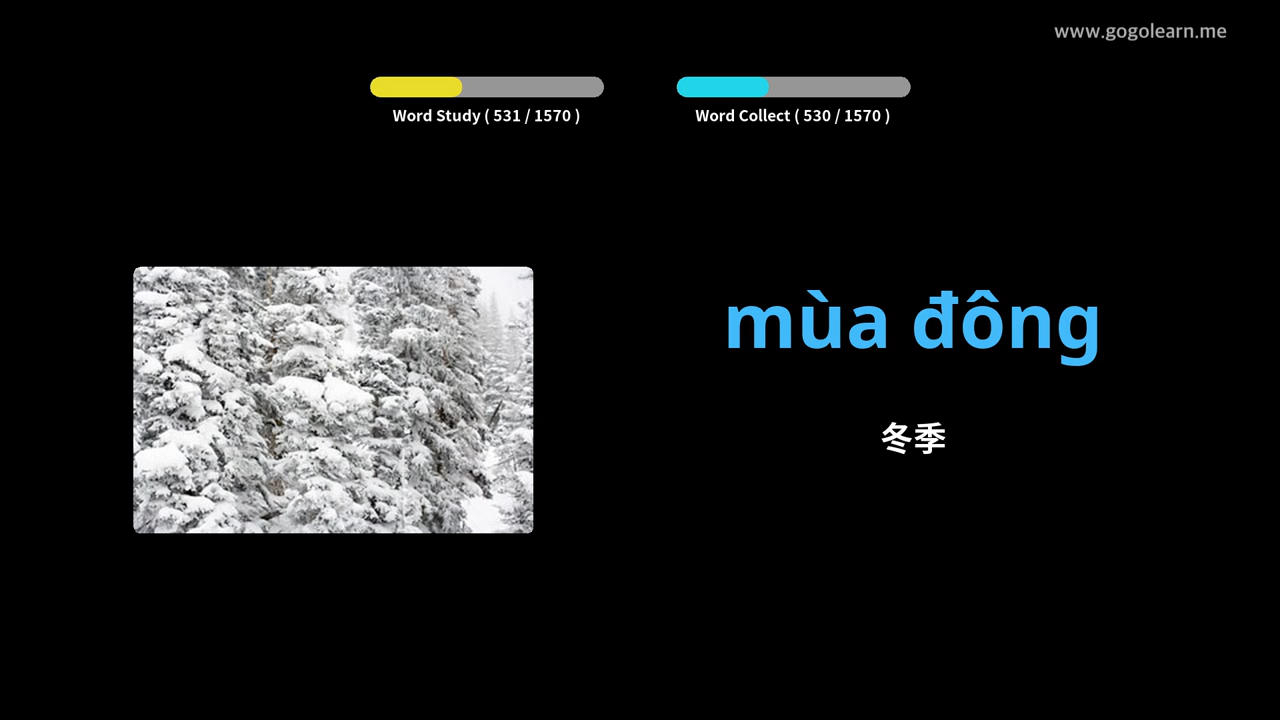 www.gogolearn.me
Word Study ( 531 / 1570 )
Word Collect ( 530 / 1570 )
mùa đông
冬季